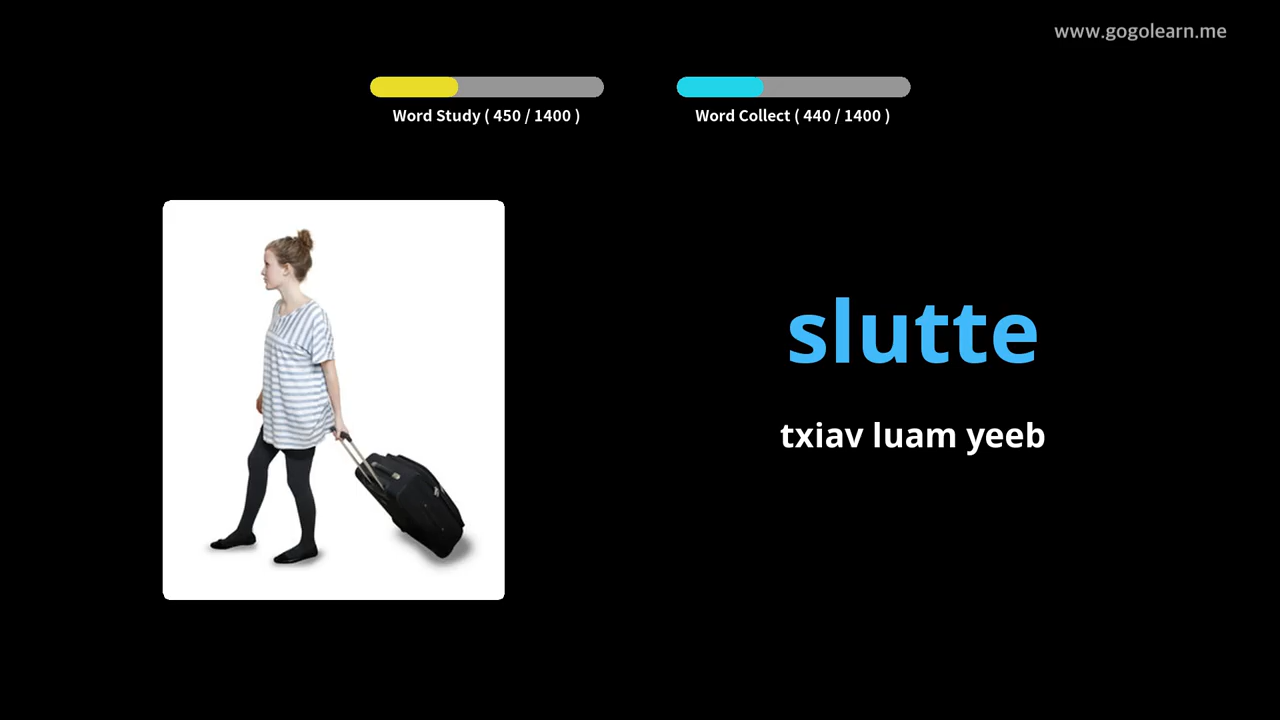 www.gogolearn.me
Word Study ( 450 / 1400 )
Word Collect ( 440 / 1400 )
slutte
txiav luam yeeb